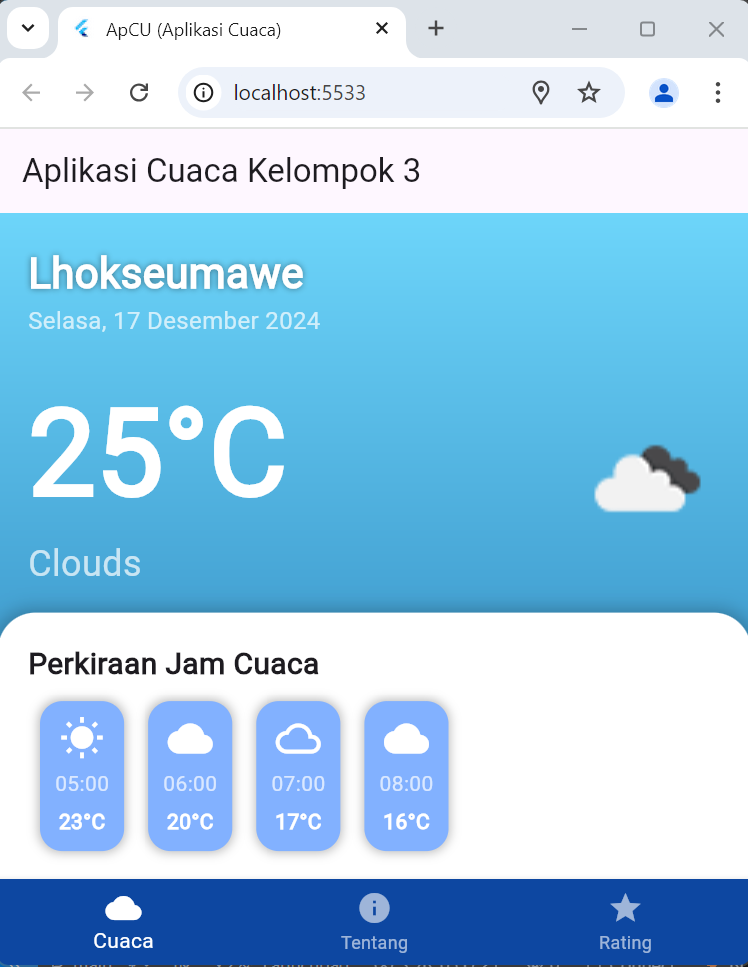 ApCU (Aplikasi Cuaca)
localhost:5533
Aplikasi Cuaca Kelompok 3
Lhokseumawe
Selasa, 17 Desember 2024
25°C
Clouds
Perkiraan Jam Cuaca
05:00 06:00 07:00 08:00
23°C 20°C 17°C 16°C
Cuaca Tentang Rating